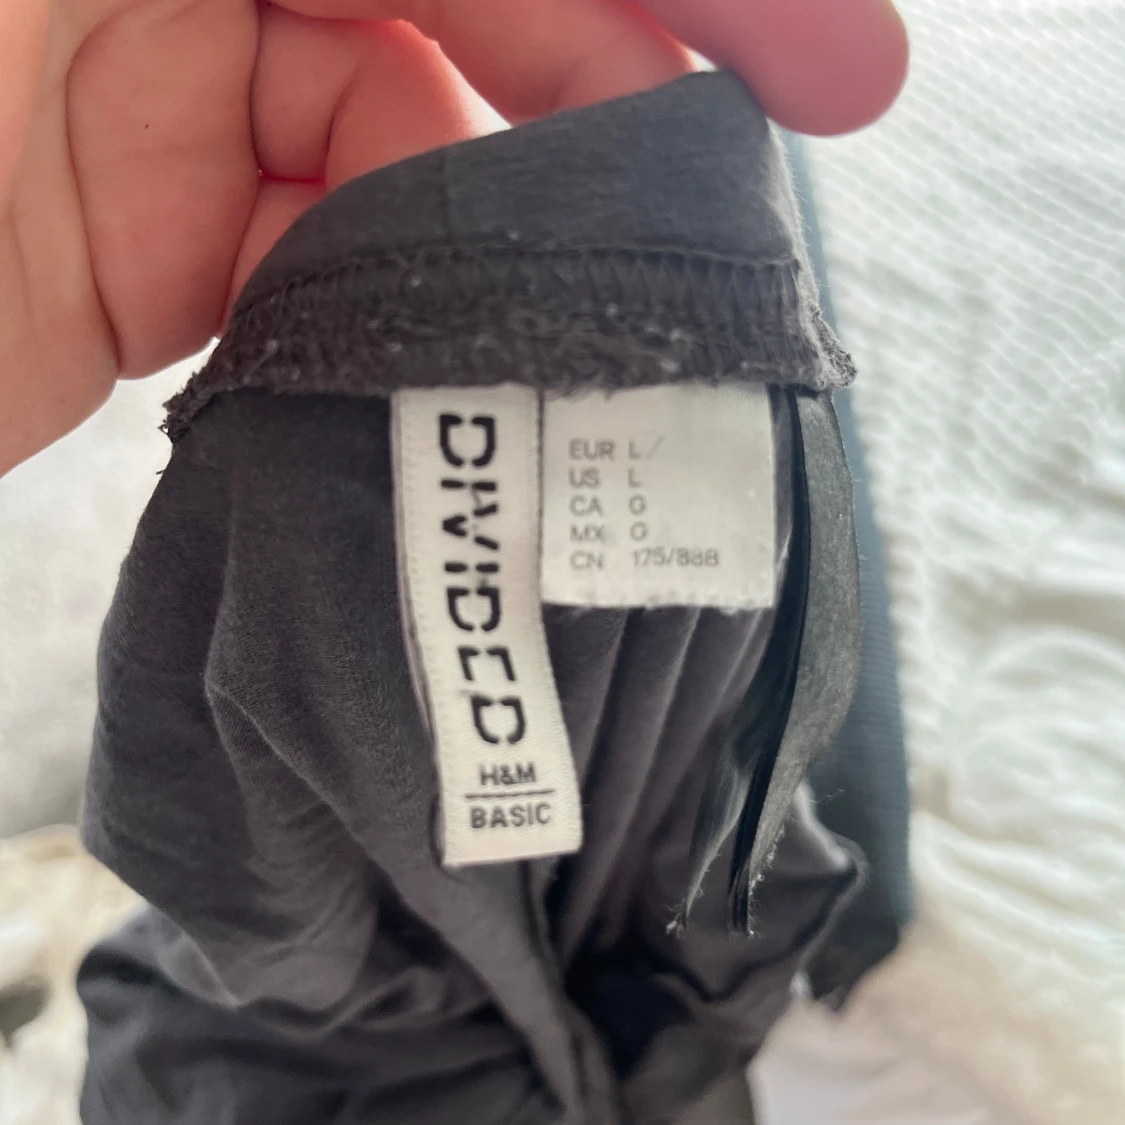 DIVIDED
H&M
BASIC
EUR L
US L
CA G
MX G
CN 175/88B